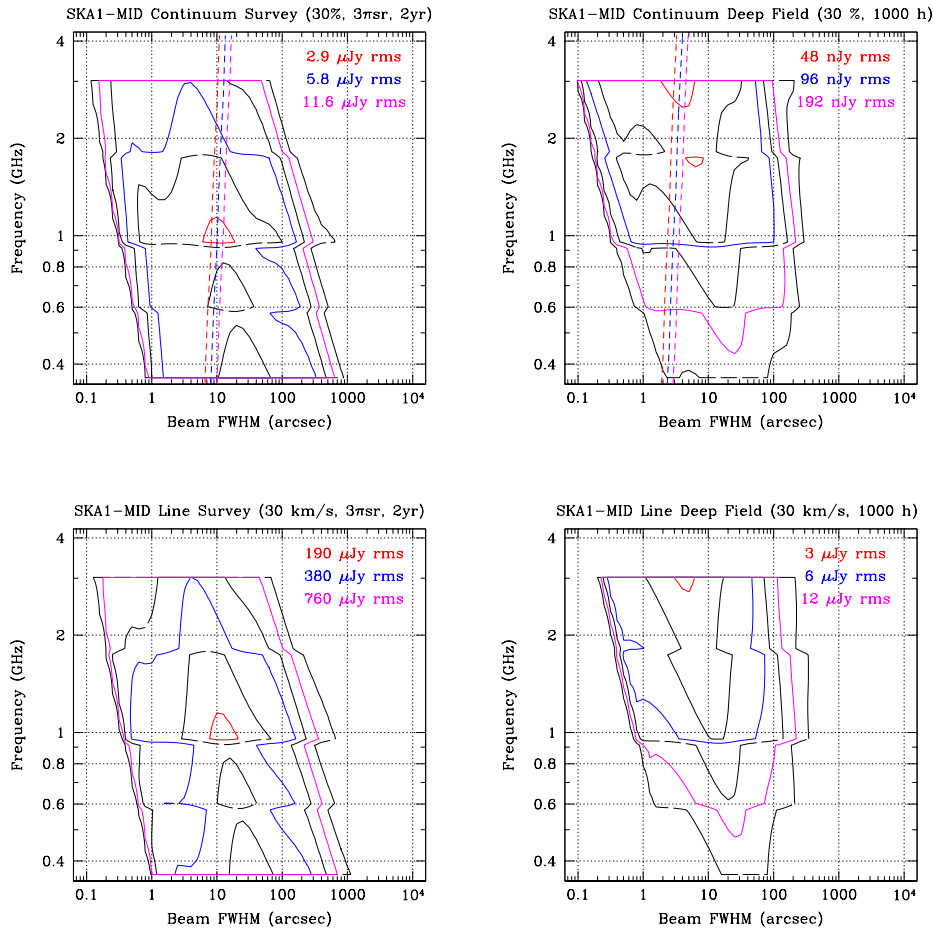 SKA1-MID Continuum Survey (30%, 3πsr, 2yr)
2.9 μJy rms
5.8 μJy rms
11.6 μJy rms
Frequency (GHz)
4
2
1
0.8
0.6
0.4
0.1 1 10 100 1000 10⁴
Beam FWHM (arcsec)
SKA1-MID Continuum Deep Field (30 %, 1000 h)
48 nJy rms
96 nJy rms
192 nJy rms
Frequency (GHz)
4
2
1
0.8
0.6
0.4
0.1 1 10 100 1000 10⁴
Beam FWHM (arcsec)
SKA1-MID Line Survey (30 km/s, 3πsr, 2yr)
190 μJy rms
380 μJy rms
760 μJy rms
Frequency (GHz)
4
2
1
0.8
0.6
0.4
0.1 1 10 100 1000 10⁴
Beam FWHM (arcsec)
SKA1-MID Line Deep Field (30 km/s, 1000 h)
3 μJy rms
6 μJy rms
12 μJy rms
Frequency (GHz)
4
2
1
0.8
0.6
0.4
0.1 1 10 100 1000 10⁴
Beam FWHM (arcsec)